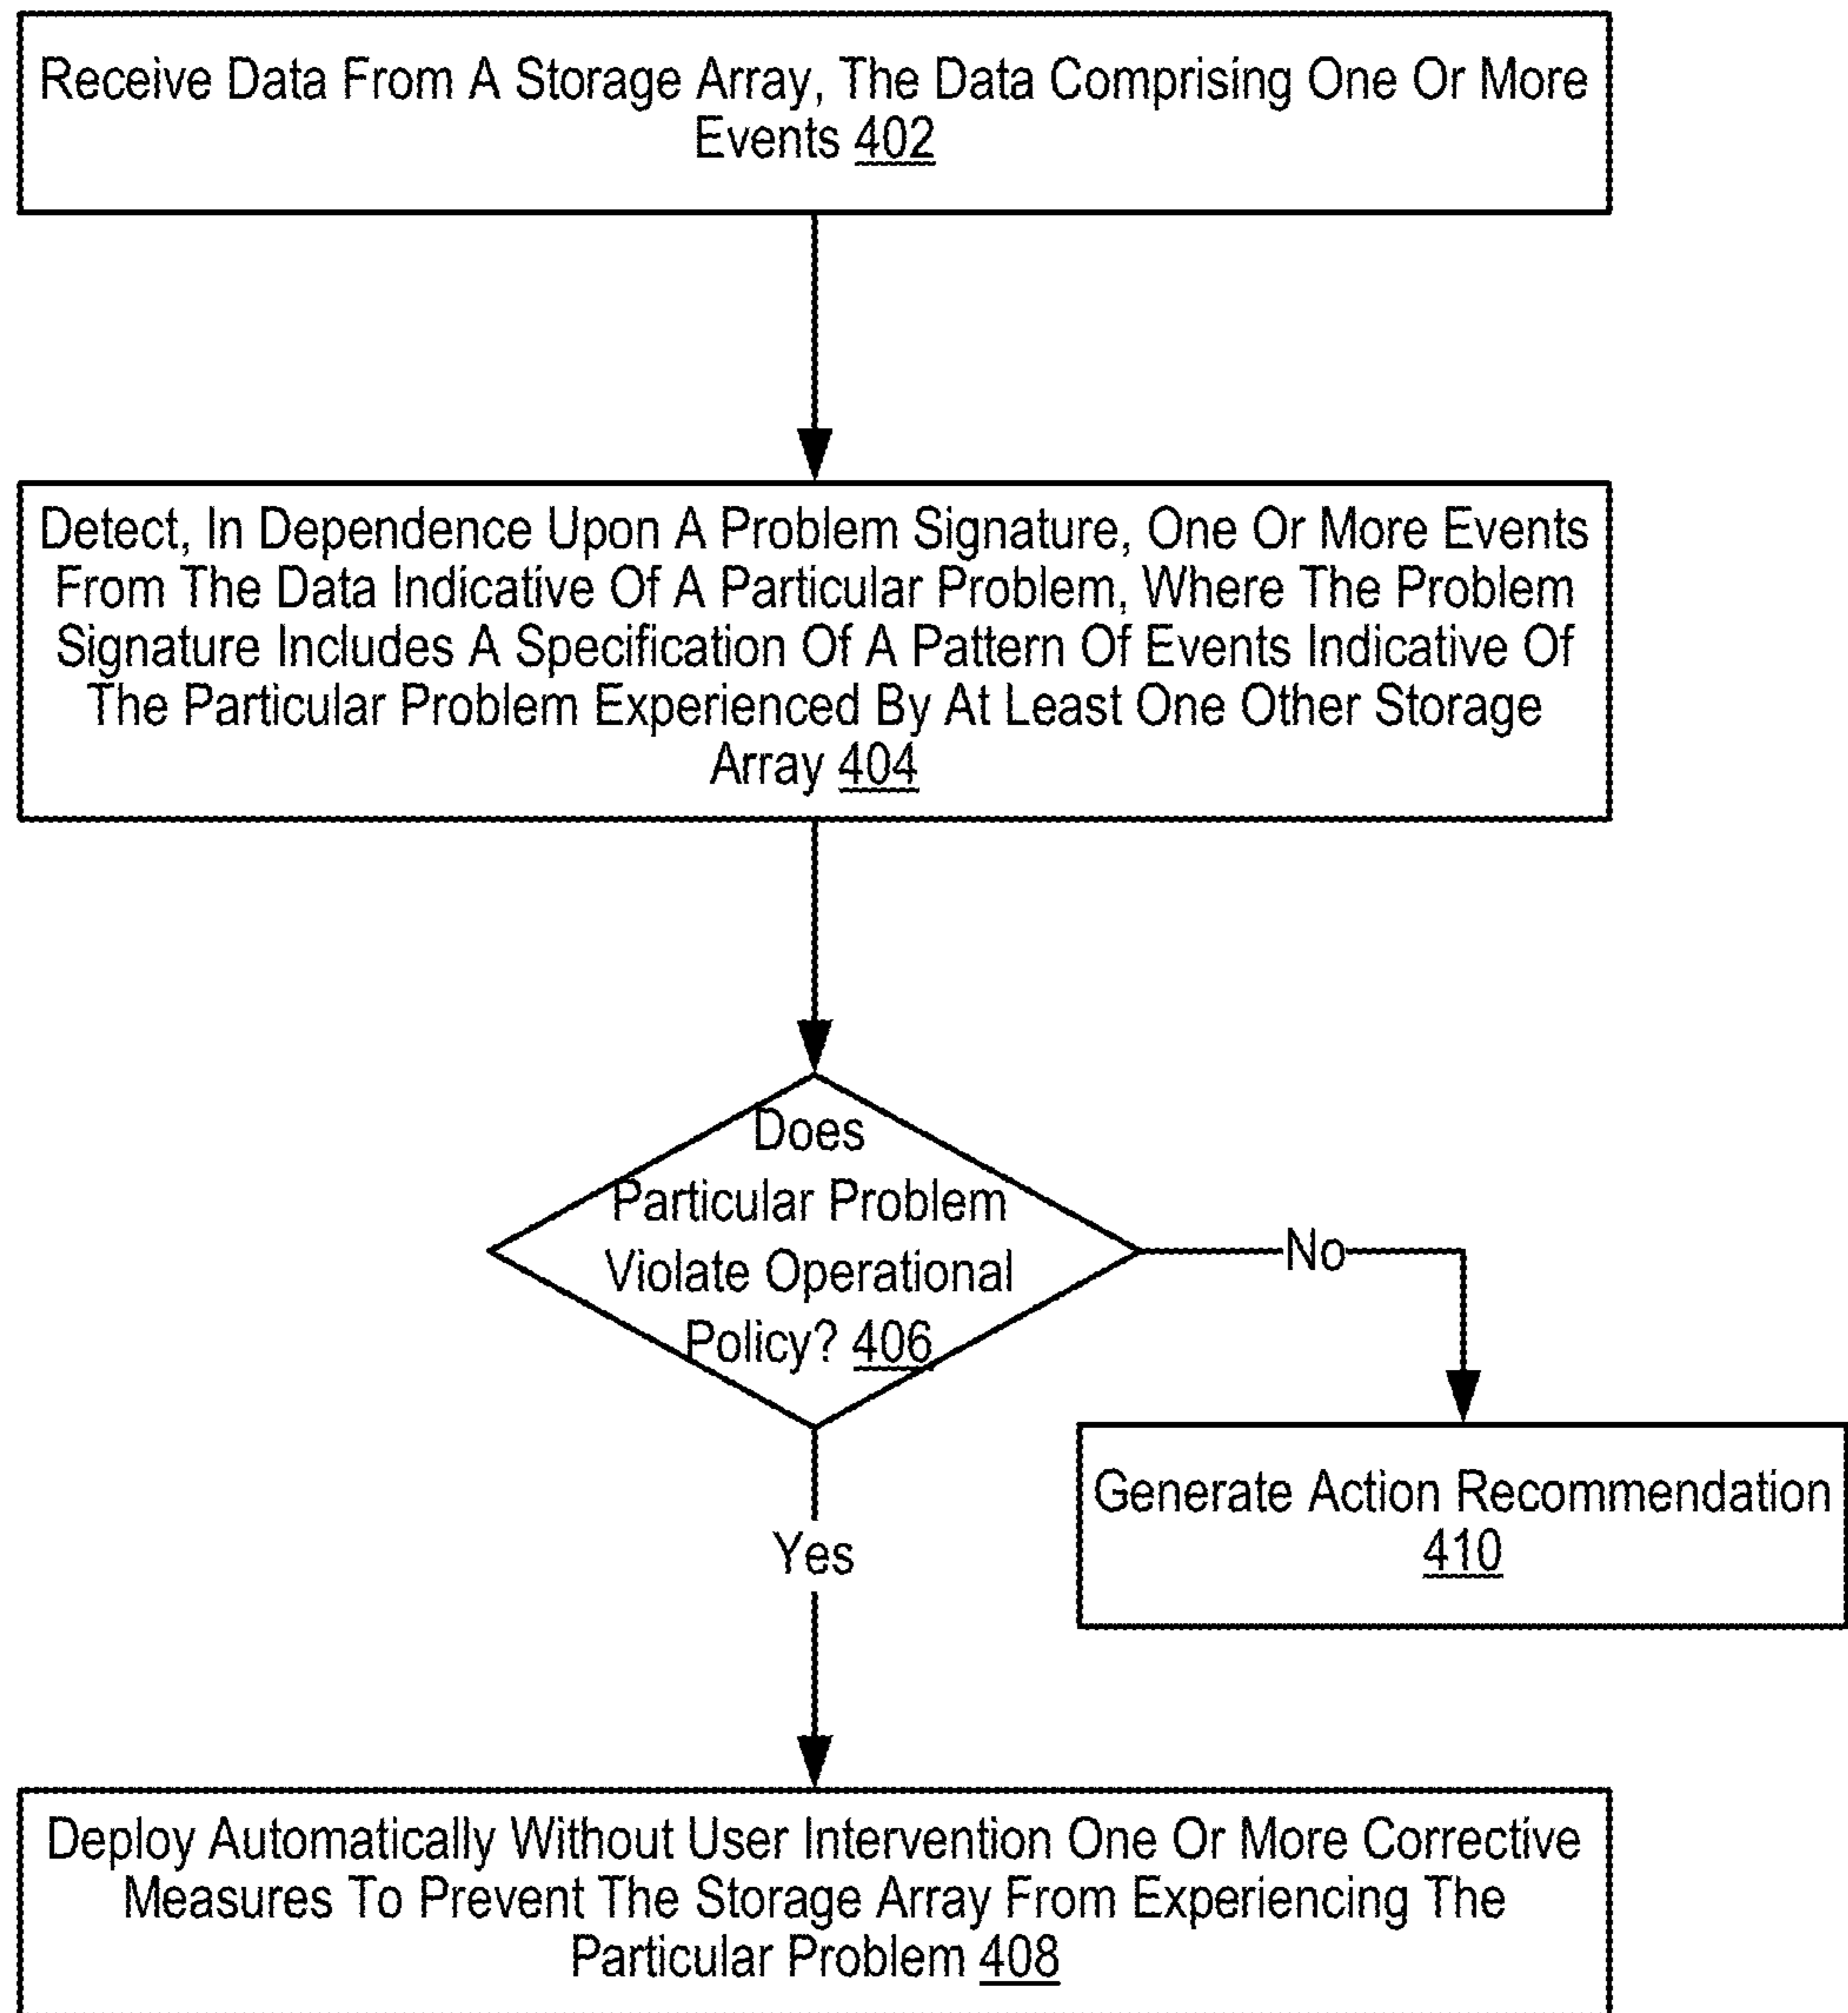 Receive Data From A Storage Array, The Data Comprising One Or More
Events 402
Detect, In Dependence Upon A Problem Signature, One Or More Events
From The Data Indicative Of A Particular Problem, Where The Problem
Signature Includes A Specification Of A Pattern Of Events Indicative Of
The Particular Problem Experienced By At Least One Other Storage
Array 404
Does
Particular Problem
Violate Operational
Policy? 406
No
Generate Action Recommendation
410
Yes
Deploy Automatically Without User Intervention One Or More Corrective
Measures To Prevent The Storage Array From Experiencing The
Particular Problem 408